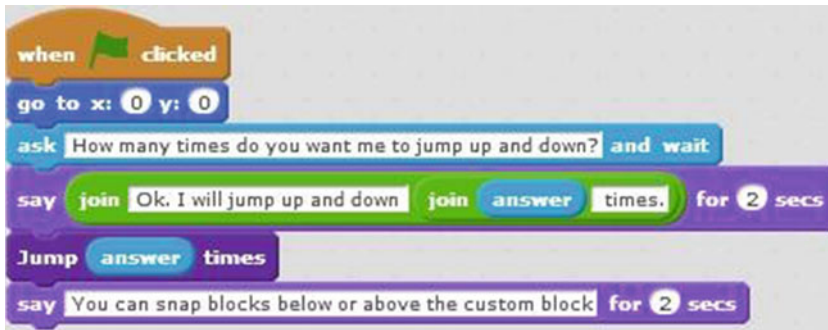 when clicked
go to x: 0 y: 0
ask How many times do you want me to jump up and down? and wait
say join Ok. I will jump up and down join answer times. for 2 secs
Jump answer times
say You can snap blocks below or above the custom block for 2 secs